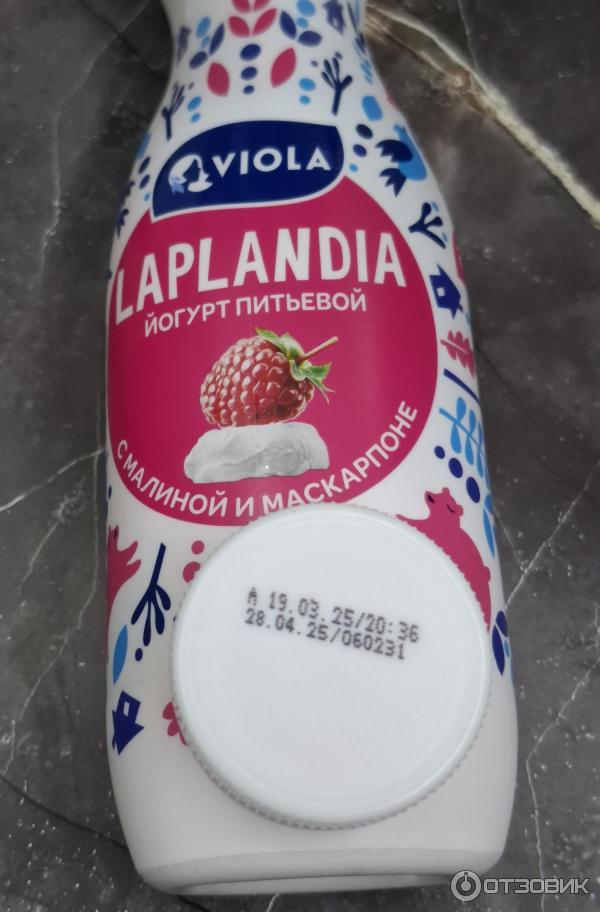 VIOLA
LAPLANDIA
ЙОГУРТ ПИТЬЕВОЙ
С МАЛИНОЙ И МАСКАРПОНЕ
A 19.03.25/20:36
28.04.25/060231
ОТЗОВИК